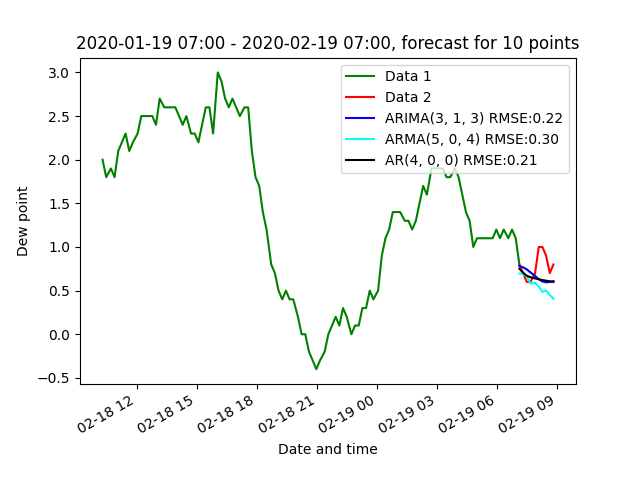 2020-01-19 07:00 - 2020-02-19 07:00, forecast for 10 points
Data 1
Data 2
ARIMA(3, 1, 3) RMSE:0.22
ARMA(5, 0, 4) RMSE:0.30
AR(4, 0, 0) RMSE:0.21
3.0
2.5
2.0
1.5
1.0
0.5
0.0
−0.5
Dew point
02-18 12
02-18 15
02-18 18
02-18 21
02-19 00
02-19 03
02-19 06
02-19 09
Date and time